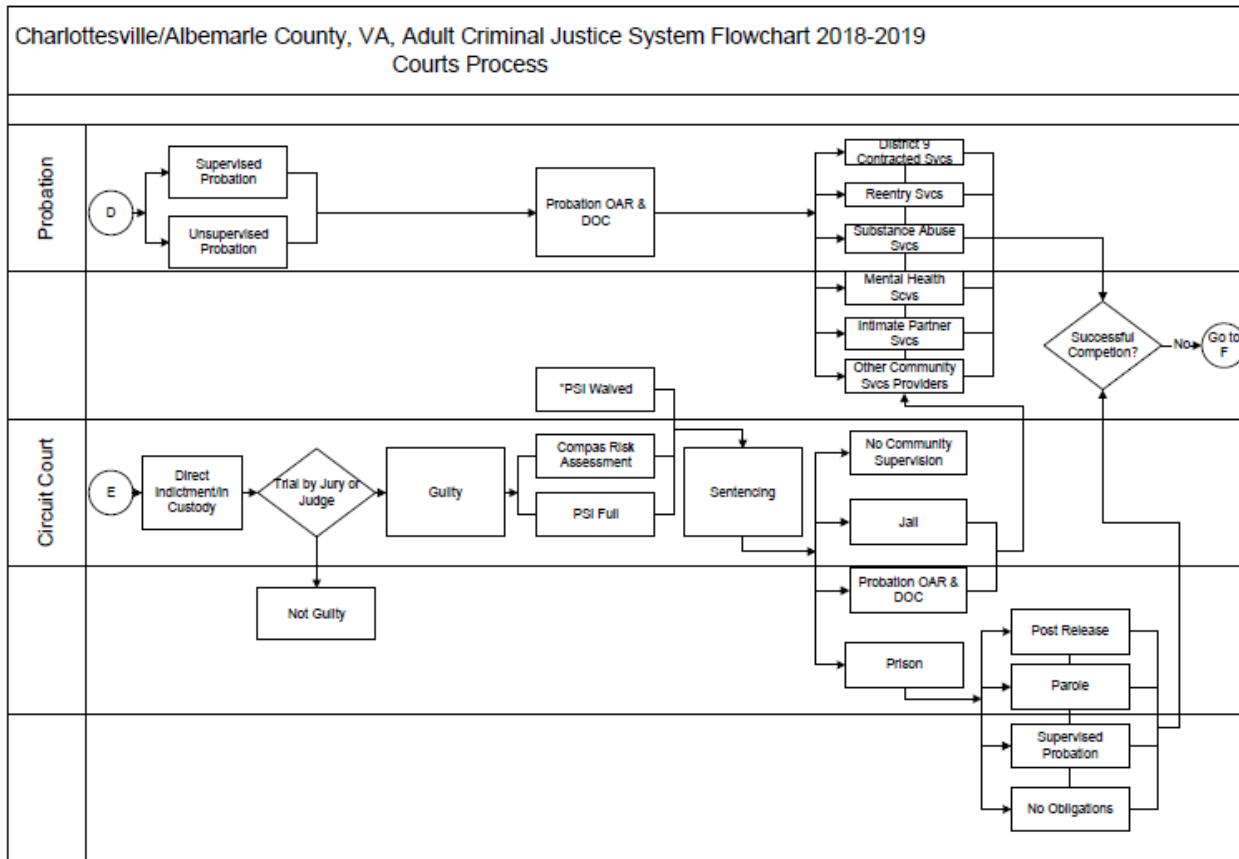 Charlottesville/Albemarle County, VA, Adult Criminal Justice System Flowchart 2018-2019
Courts Process
Probation
D
Supervised
Probation
Unsupervised
Probation
Probation OAR &
DOC
District 9
Contracted Svcs
Reentry Svcs
Substance Abuse
Svcs
Mental Health
Scvs
Intimate Partner
Svcs
Other Community
Svcs Providers
Successful
Competion?
No
Go to
F
Circuit Court
E
Direct
Indictment/In
Custody
Trial by Jury or
Judge
Not Guilty
Guilty
*PSI Waived
Compas Risk
Assessment
PSI Full
Sentencing
No Community
Supervision
Jail
Probation OAR &
DOC
Prison
Post Release
Parole
Supervised
Probation
No Obligations